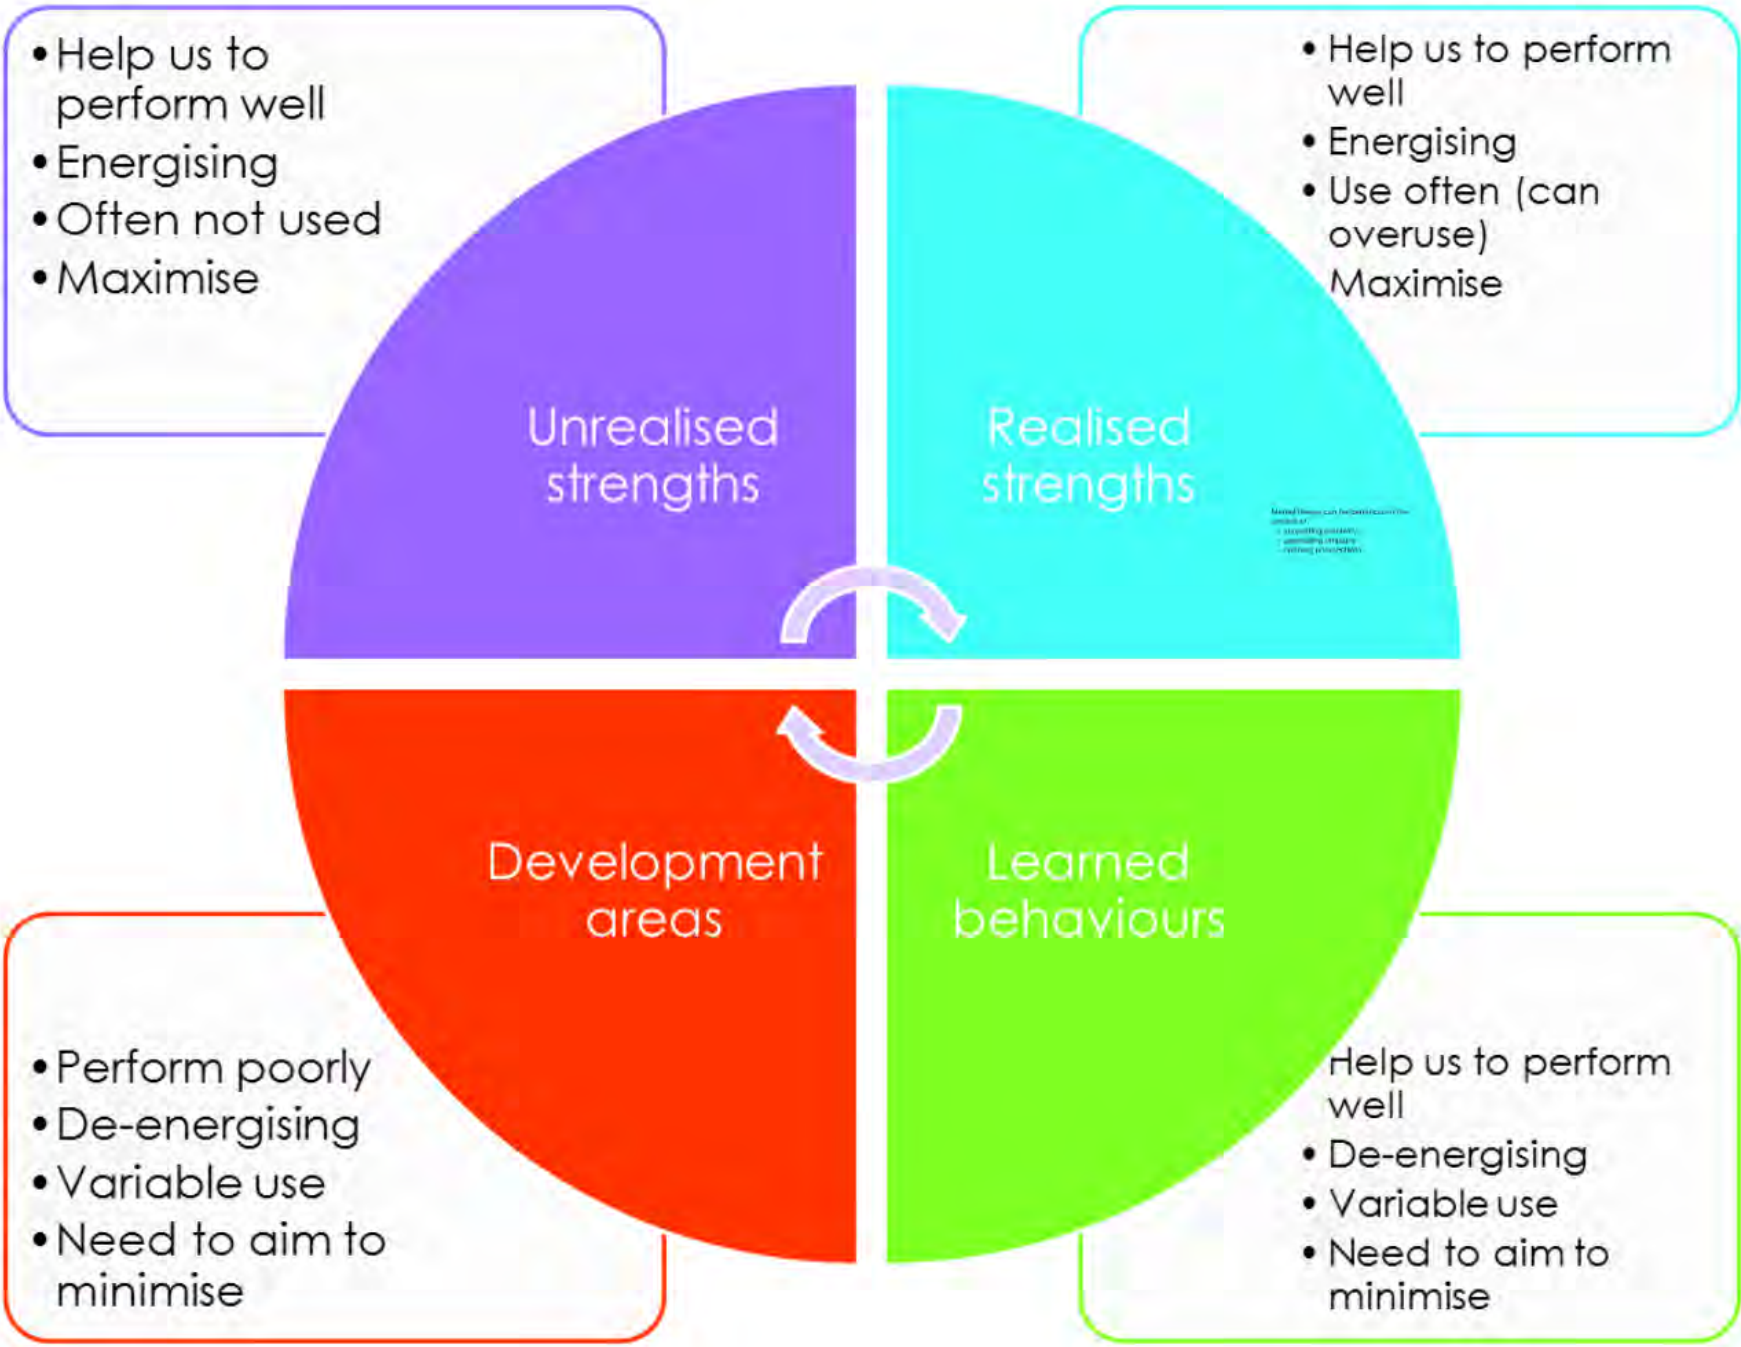 • Help us to
perform well
• Energising
• Often not used
• Maximise
• Help us to perform
well
• Energising
• Use often (can
overuse)
Maximise
Unrealised
strengths
Realised
strengths
Development
areas
Learned
behaviours
• Perform poorly
• De-energising
• Variable use
• Need to aim to
minimise
Help us to perform
well
• De-energising
• Variable use
• Need to aim to
minimise